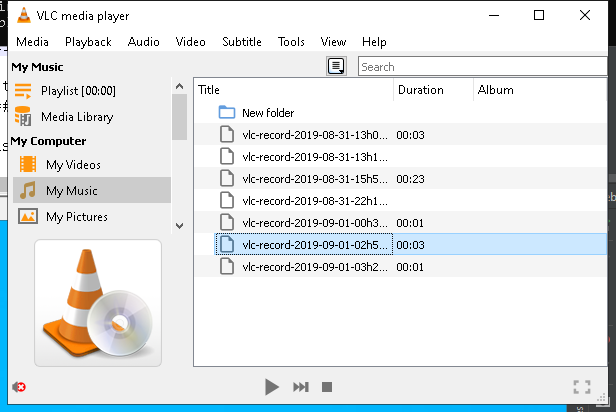 VLC media player
Media Playback Audio Video Subtitle Tools View Help
My Music
Playlist [00:00]
Media Library
My Computer
My Videos
My Music
My Pictures
Search
Title Duration Album
New folder
vlc-record-2019-08-31-13h0... 00:03
vlc-record-2019-08-31-13h1...
vlc-record-2019-08-31-15h5... 00:23
vlc-record-2019-08-31-22h1...
vlc-record-2019-09-01-00h3... 00:01
vlc-record-2019-09-01-02h5... 00:03
vlc-record-2019-09-01-03h2... 00:01